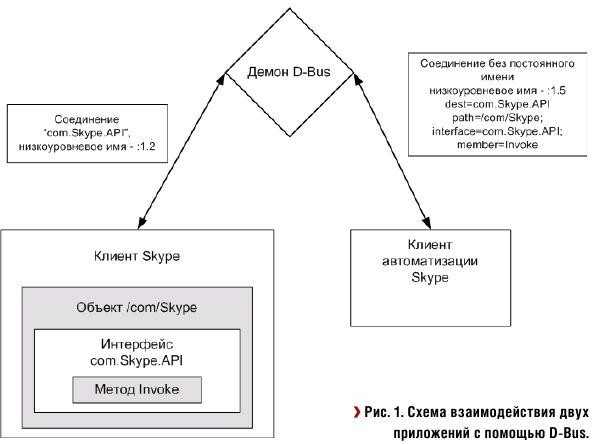 Демон D-Bus
Соединение
"com.Skype.API",
низкоуровневое имя - :1.2
Соединение без постоянного
имени
низкоуровневое имя - :1.5
dest=com.Skype.API
path=/com/Skype;
interface=com.Skype.API;
member=Invoke
Клиент Skype
Объект /com/Skype
Интерфейс
com.Skype.API
Метод Invoke
Клиент
автоматизации
Skype
Рис. 1. Схема взаимодействия двух
приложений с помощью D-Bus.